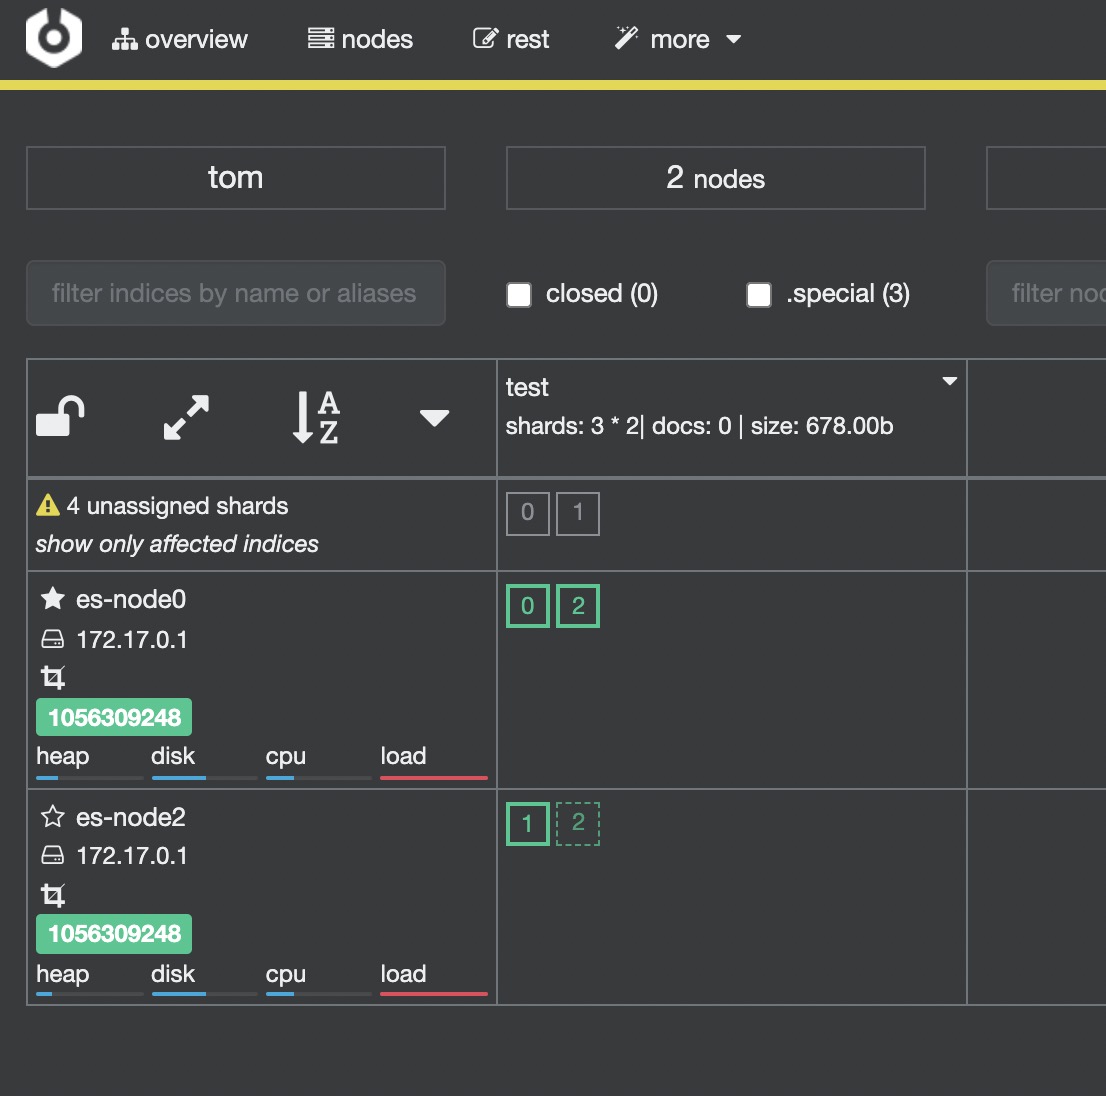 overview
nodes
rest
more
tom
2 nodes
filter indices by name or aliases
closed (0)
.special (3)
filter noc
A
Z
test
shards: 3 * 2| docs: 0 | size: 678.00b
4 unassigned shards
show only affected indices
0 1
es-node0
172.17.0.1
1056309248
heap disk cpu load
0 2
es-node2
172.17.0.1
1056309248
heap disk cpu load
1 2